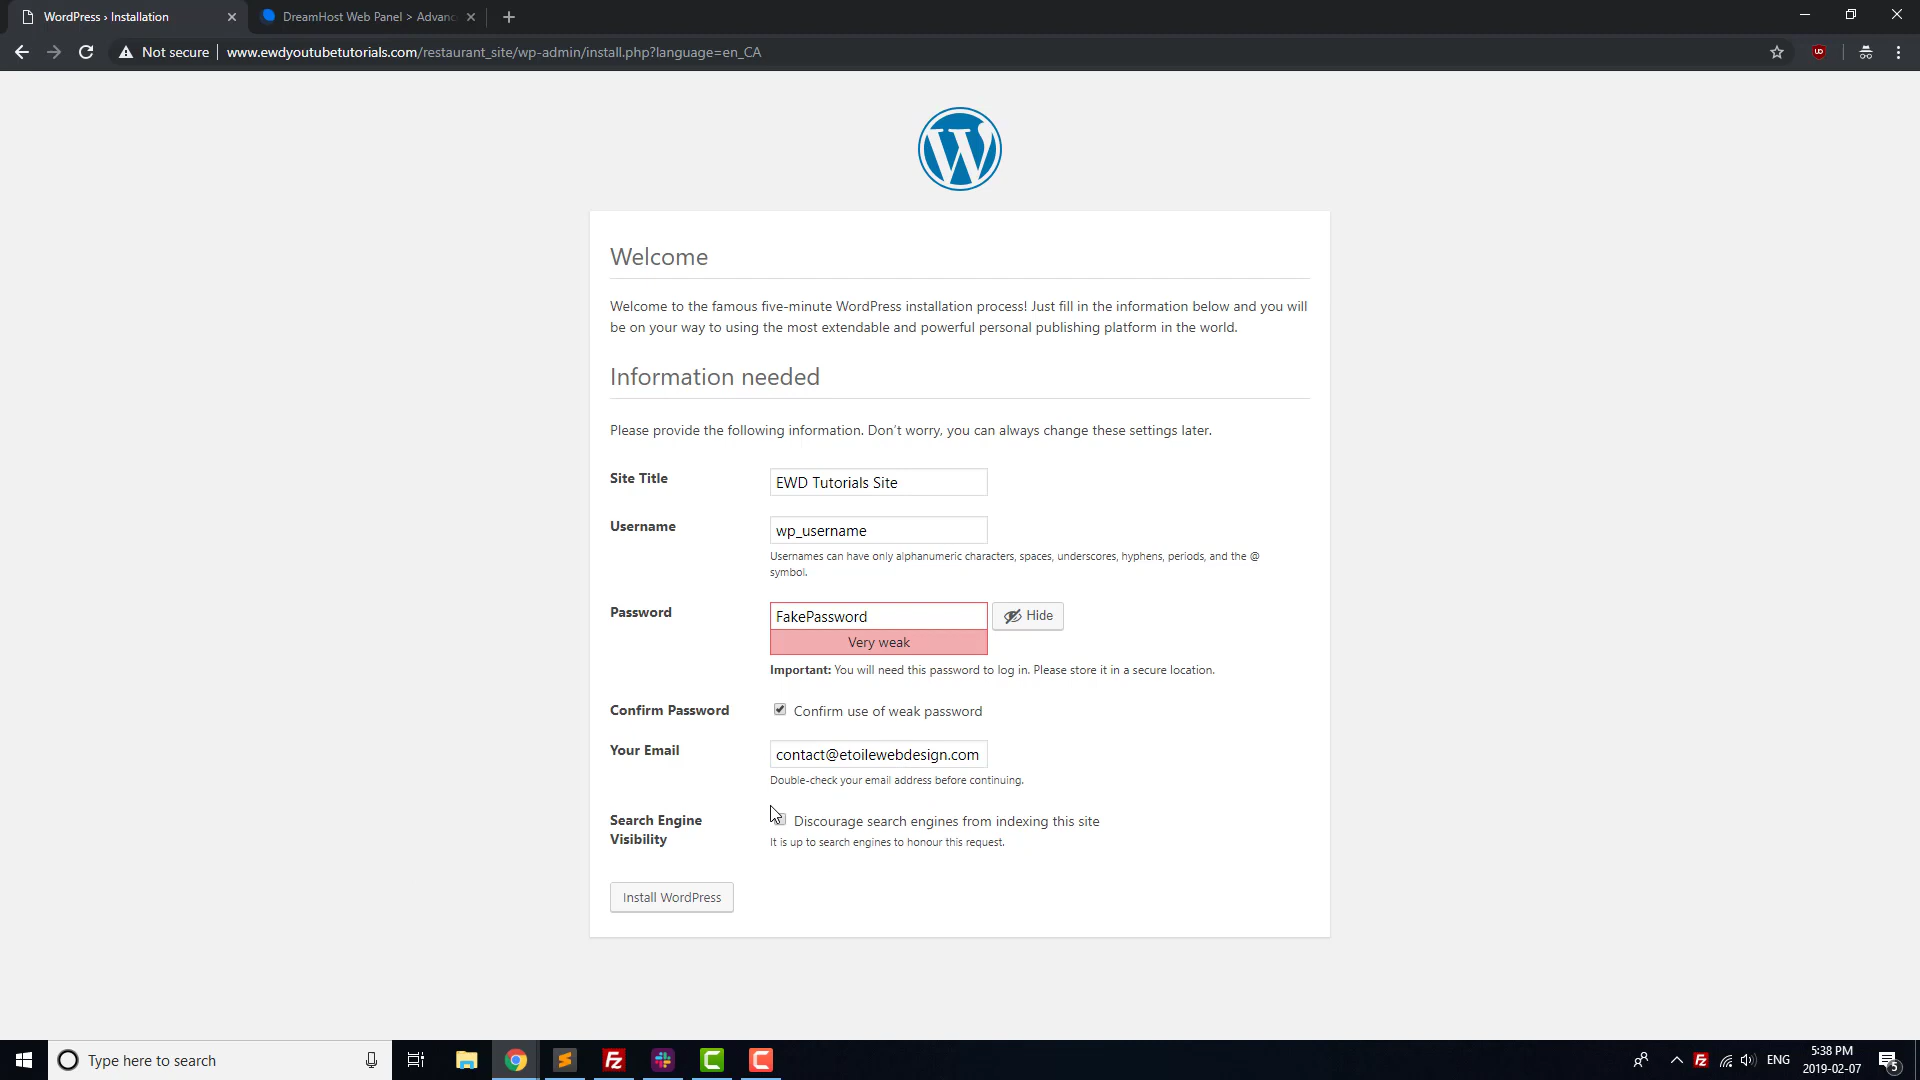 WordPress › Installation
DreamHost Web Panel > Advanc
Not secure
www.ewdyoutubetutorials.com/restaurant_site/wp-admin/install.php?language=en_CA
Welcome
Welcome to the famous five-minute WordPress installation process! Just fill in the information below and you will
be on your way to using the most extendable and powerful personal publishing platform in the world.
Information needed
Please provide the following information. Don’t worry, you can always change these settings later.
Site Title
EWD Tutorials Site
Username
wp_username
Usernames can have only alphanumeric characters, spaces, underscores, hyphens, periods, and the @
symbol.
Password
FakePassword
Hide
Very weak
Important: You will need this password to log in. Please store it in a secure location.
Confirm Password
Confirm use of weak password
Your Email
contact@etoilewebdesign.com
Double-check your email address before continuing.
Search Engine
Visibility
Discourage search engines from indexing this site
It is up to search engines to honour this request.
Install WordPress
Type here to search
ENG
5:38 PM
2019-02-07
5